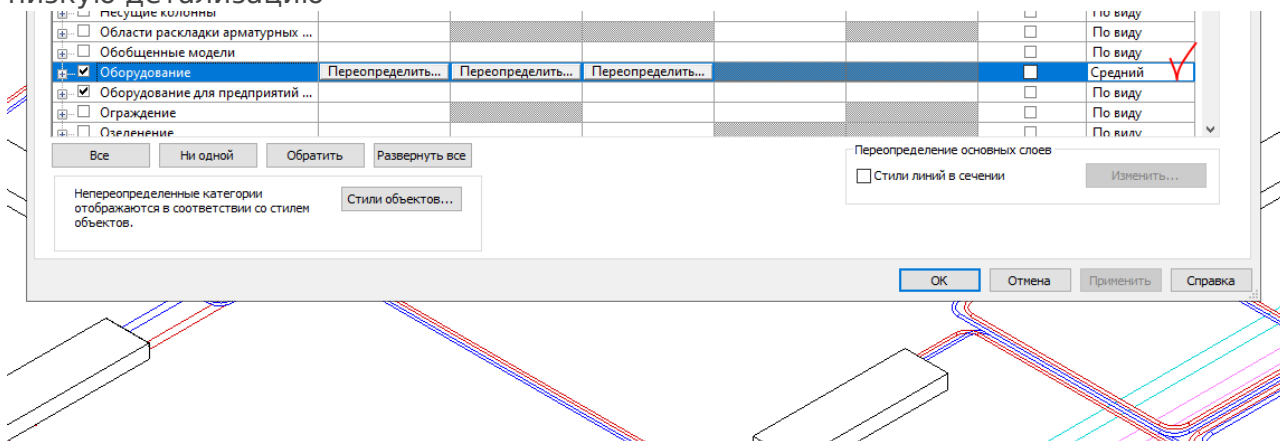 низкую детализацию
Несущие колонны По виду
Области раскладки арматурных ... По виду
Обобщенные модели По виду
Оборудование Переопределить... Переопределить... Переопределить... Средний
Оборудование для предприятий ... По виду
Ограждение По виду
Озеленение По виду
Все Ни одной Обратить Развернуть все
Переопределение основных слоев
Стили линий в сечении Изменить...
Непереопределенные категории
отображаются в соответствии со стилем
объектов.
Стили объектов...
ОК Отмена Применить Справка